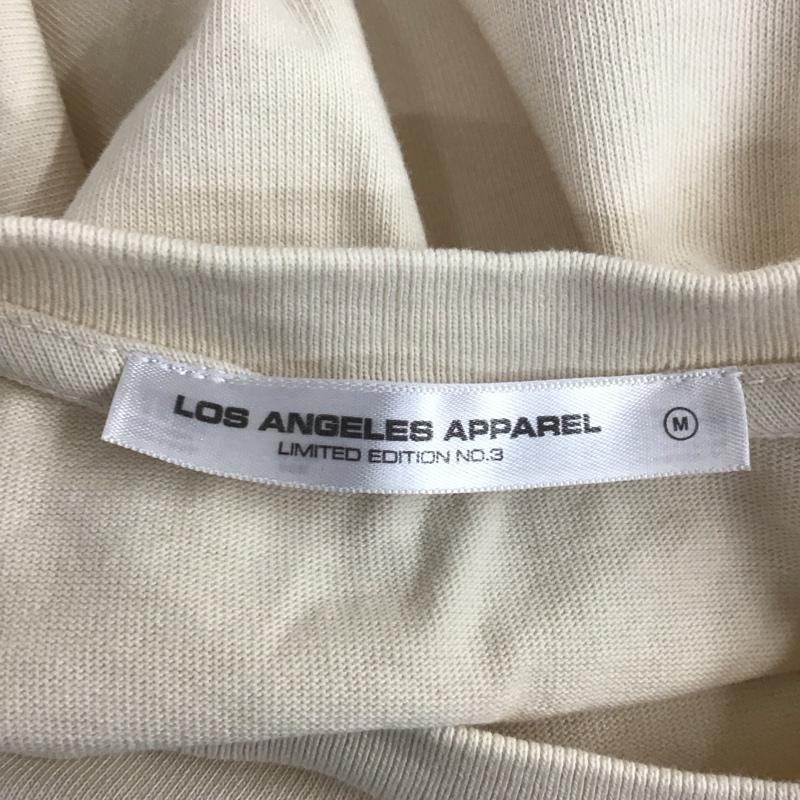 LOS ANGELES APPAREL
LIMITED EDITION NO.3
M